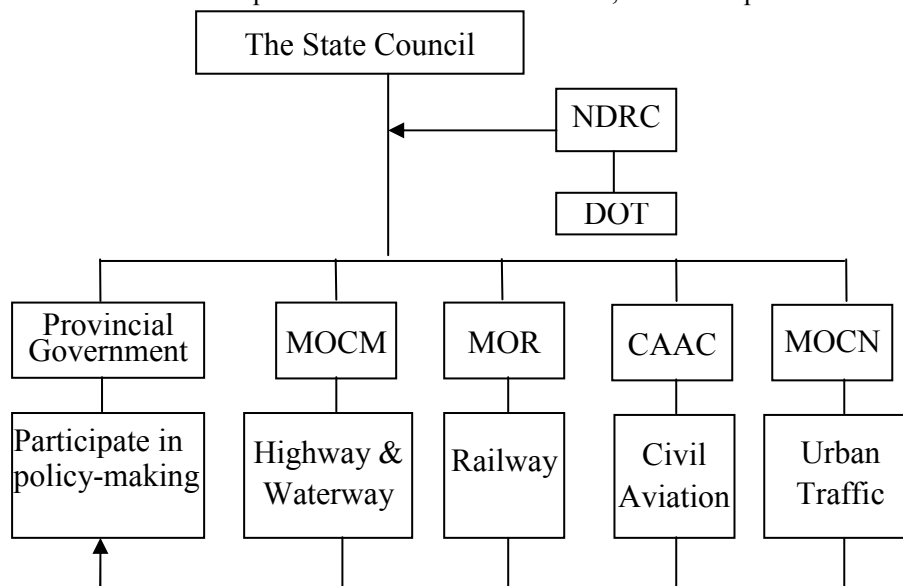 The State Council
NDRC
DOT
Provincial
Government
MOCM
MOR
CAAC
MOCN
Participate in
policy-making
Highway &
Waterway
Railway
Civil
Aviation
Urban
Traffic